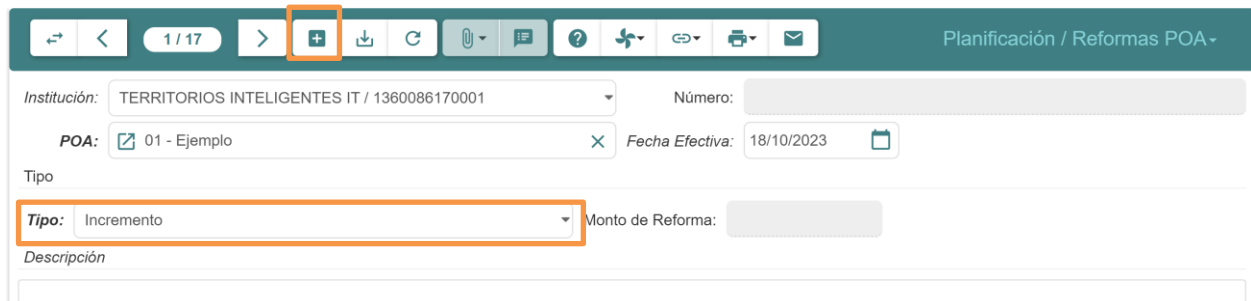 1 / 17 Planificación / Reformas POA
Institución: TERRITORIOS INTELIGENTES IT / 1360086170001 Número:
POA: 01 - Ejemplo Fecha Efectiva: 18/10/2023
Tipo
Tipo: Incremento Monto de Reforma:
Descripción